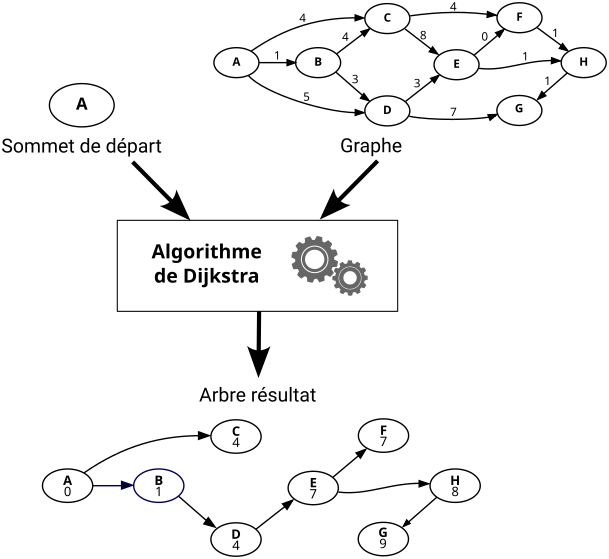 4
C
4
F
A
1
B
4
8
E
0
1
1
H
3
5
D
3
7
G
1
A
Sommet de départ
Graphe
Algorithme
de Dijkstra
Arbre résultat
C
4
F
7
A
0
B
1
E
7
H
8
D
4
G
9